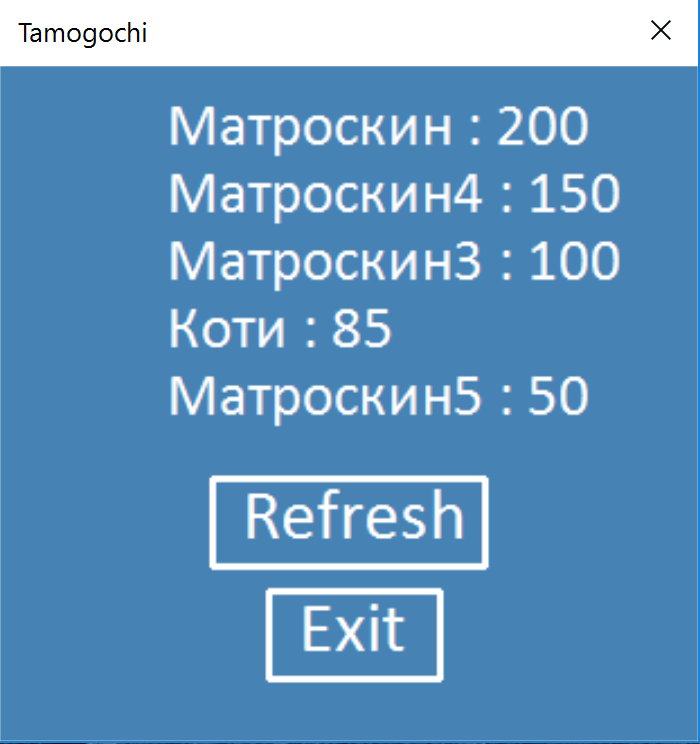 Tamogochi
Матроскин : 200
Матроскин4 : 150
Матроскин3 : 100
Коти : 85
Матроскин5 : 50
Refresh
Exit